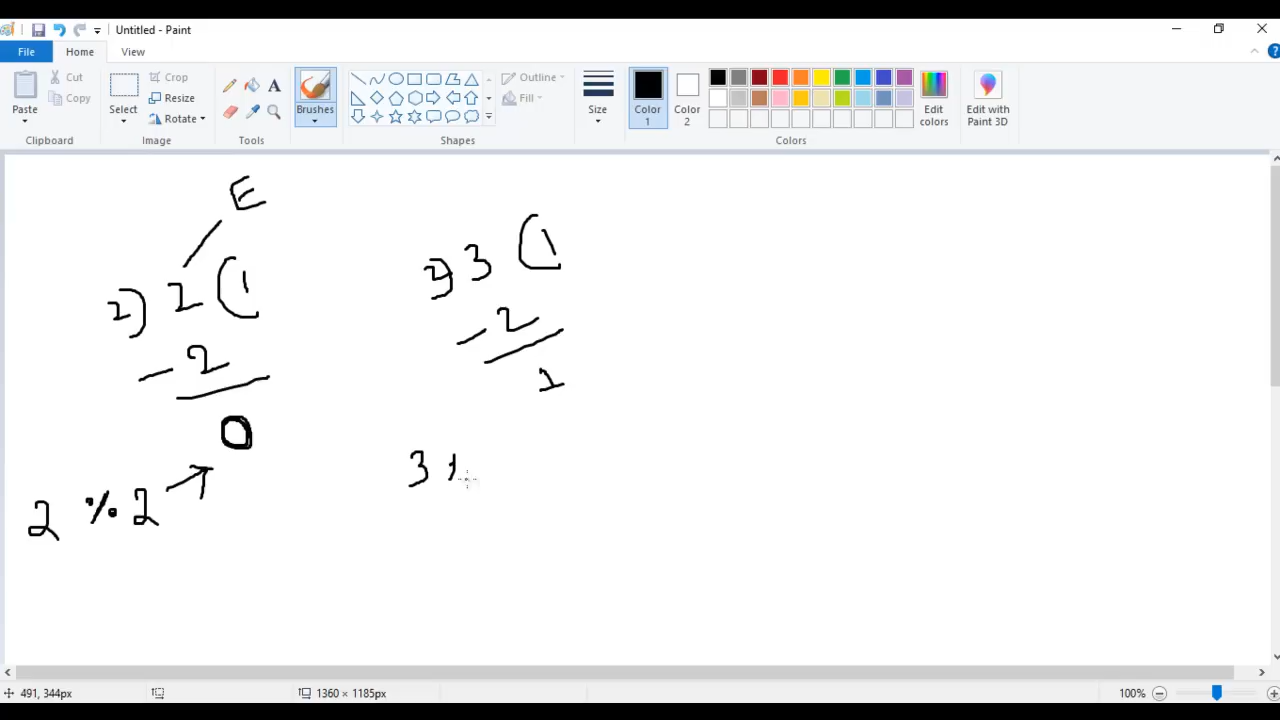 Untitled - Paint
File Home View
Paste Cut Copy Select Crop Resize Rotate A Brushes Outline Fill Size Color 1 Color 2 Edit colors Edit with Paint 3D
Clipboard Image Tools Shapes Colors
E
2) 2 ( 1
- 2
0
2 % 2
2) 3 ( 1
- 2
1
3
491, 344px 1360 × 1185px 100%